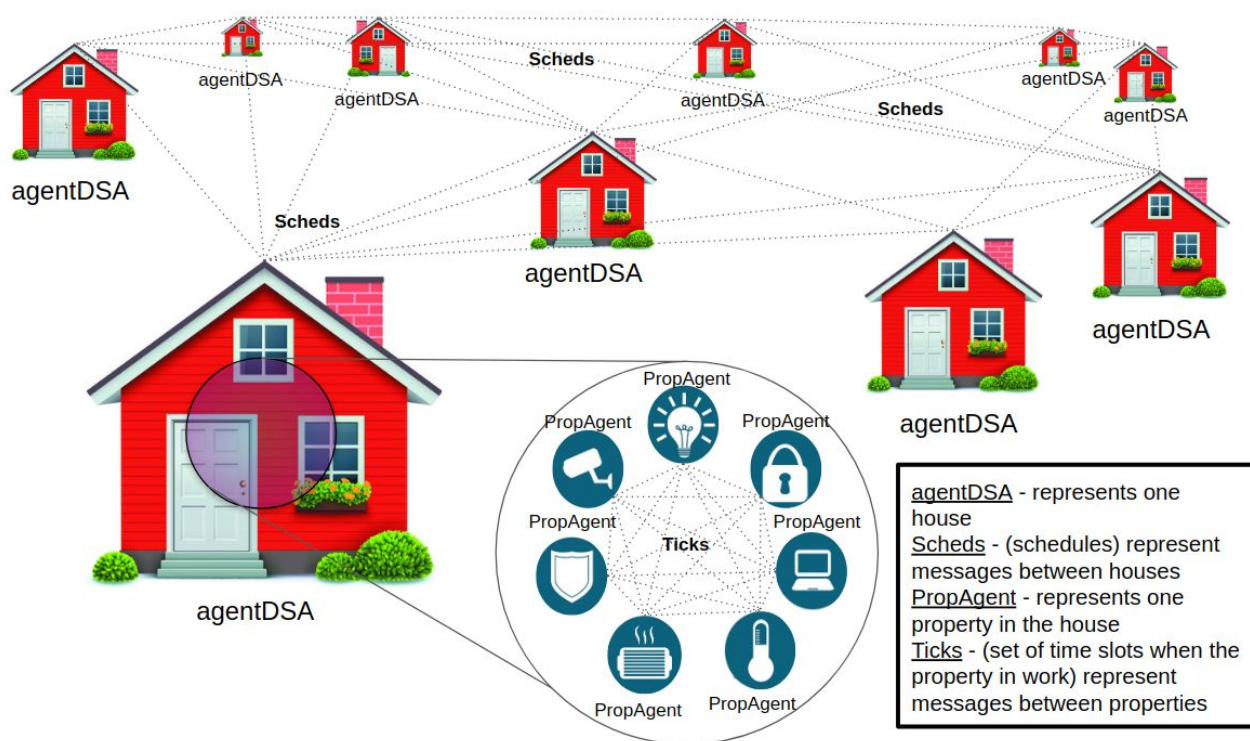 Scheds
agentDSA
agentDSA
agentDSA
agentDSA
agentDSA
Scheds
agentDSA
Scheds
agentDSA
agentDSA
agentDSA
agentDSA
PropAgent
PropAgent
PropAgent
PropAgent
PropAgent
Ticks
PropAgent
PropAgent
agentDSA - represents one
house
Scheds - (schedules) represent
messages between houses
PropAgent - represents one
property in the house
Ticks - (set of time slots when the
property in work) represent
messages between properties